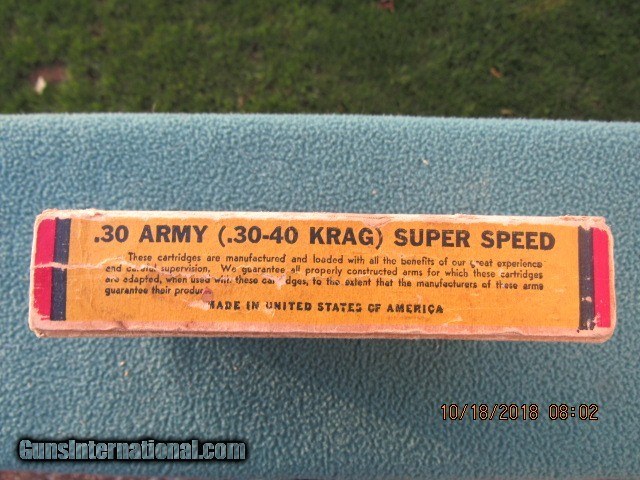 .30 ARMY (.30-40 KRAG) SUPER SPEED
These cartridges are manufactured and loaded with all the benefits of our great experience
and careful supervision. We guarantee all properly constructed arms for which these cartridges
are adapted, when used with these cartridges, to the extent that the manufacturers of these arms
guarantee their product.
MADE IN UNITED STATES OF AMERICA
10/18/2018 08:02
GunsInternational.com